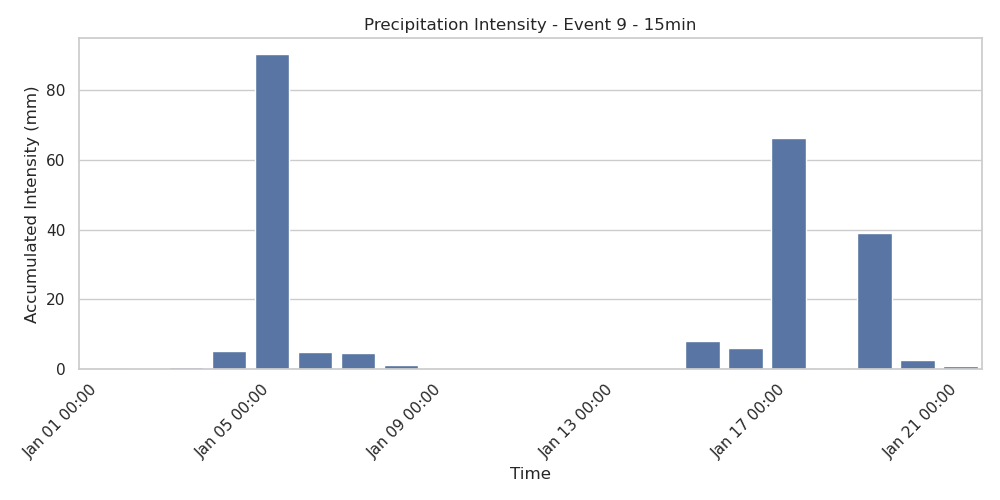 Precipitation Intensity - Event 9 - 15min
Accumulated Intensity (mm)
80
60
40
20
0
Jan 01 00:00
Jan 05 00:00
Jan 09 00:00
Jan 13 00:00
Jan 17 00:00
Jan 21 00:00
Time